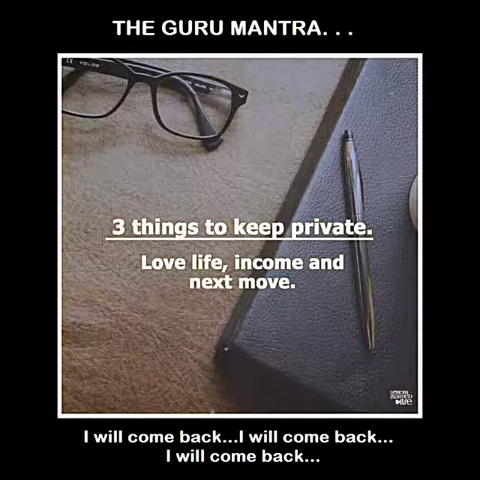 THE GURU MANTRA. . .
POLICE
3 things to keep private.
Love life, income and
next move.
I will come back...I will come back...
I will come back...